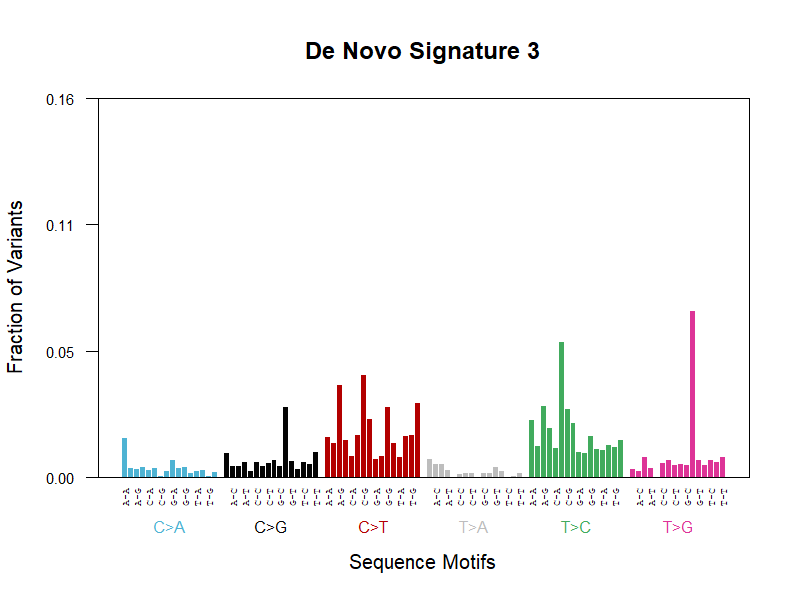 De Novo Signature 3
0.16
0.11
0.05
0.00
Fraction of Variants
A-A A-G C-A C-G G-A G-G T-A T-G A-C A-T C-C C-T G-C G-T T-C T-T A-A A-G C-A C-G G-A G-G T-A T-G A-C A-T C-C C-T G-C G-T T-C T-T A-A A-G C-A C-G G-A G-G T-A T-G A-C A-T C-C C-T G-C G-T T-C T-T
C>A C>G C>T T>A T>C T>G
Sequence Motifs